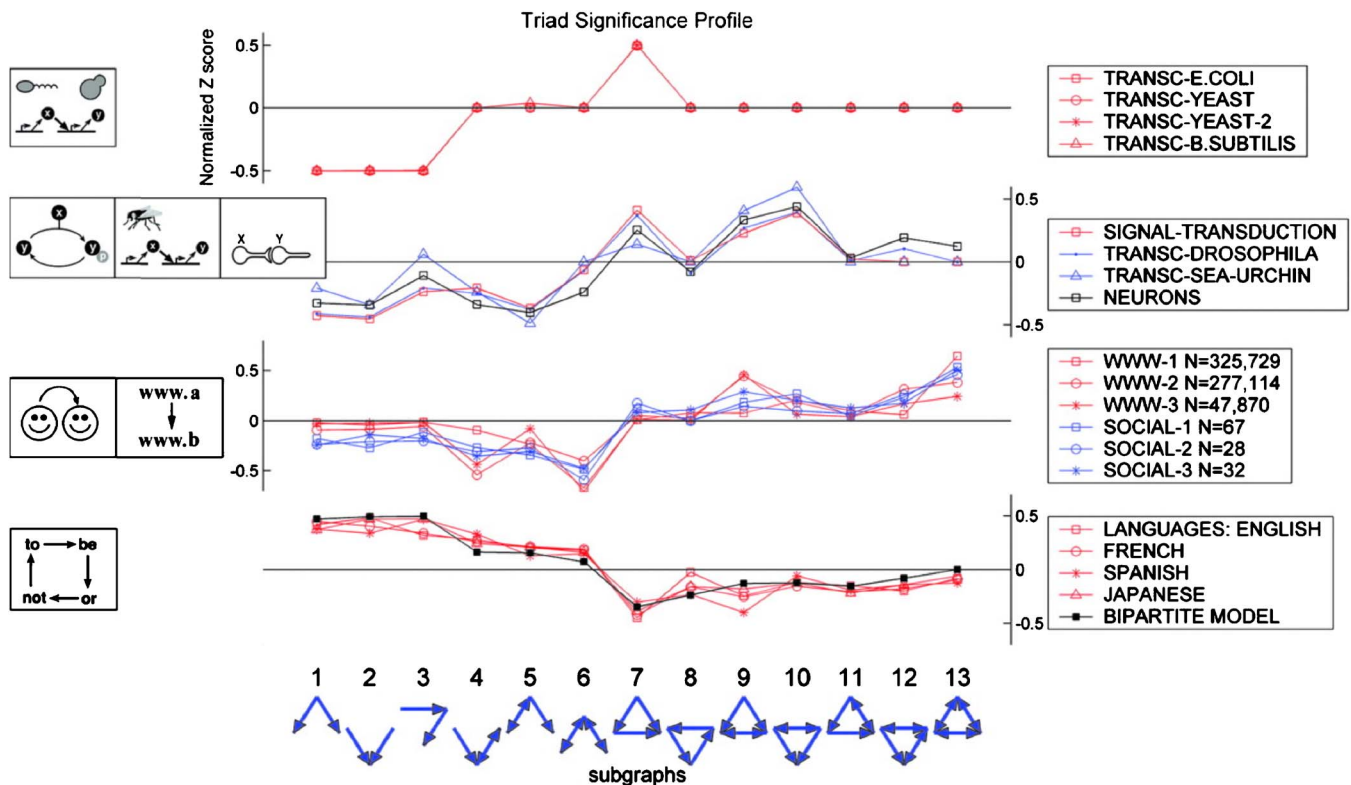 Triad Significance Profile
Normalized Z score
0.5
0
-0.5
x
y
TRANSC-E.COLI
TRANSC-YEAST
TRANSC-YEAST-2
TRANSC-B.SUBTILIS
x
y
y
p
x
y
X Y
0.5
0
-0.5
SIGNAL-TRANSDUCTION
TRANSC-DROSOPHILA
TRANSC-SEA-URCHIN
NEURONS
www.a
www.b
0.5
0
-0.5
WWW-1 N=325,729
WWW-2 N=277,114
WWW-3 N=47,870
SOCIAL-1 N=67
SOCIAL-2 N=28
SOCIAL-3 N=32
to be
not or
0.5
0
-0.5
LANGUAGES: ENGLISH
FRENCH
SPANISH
JAPANESE
BIPARTITE MODEL
1 2 3 4 5 6 7 8 9 10 11 12 13
subgraphs